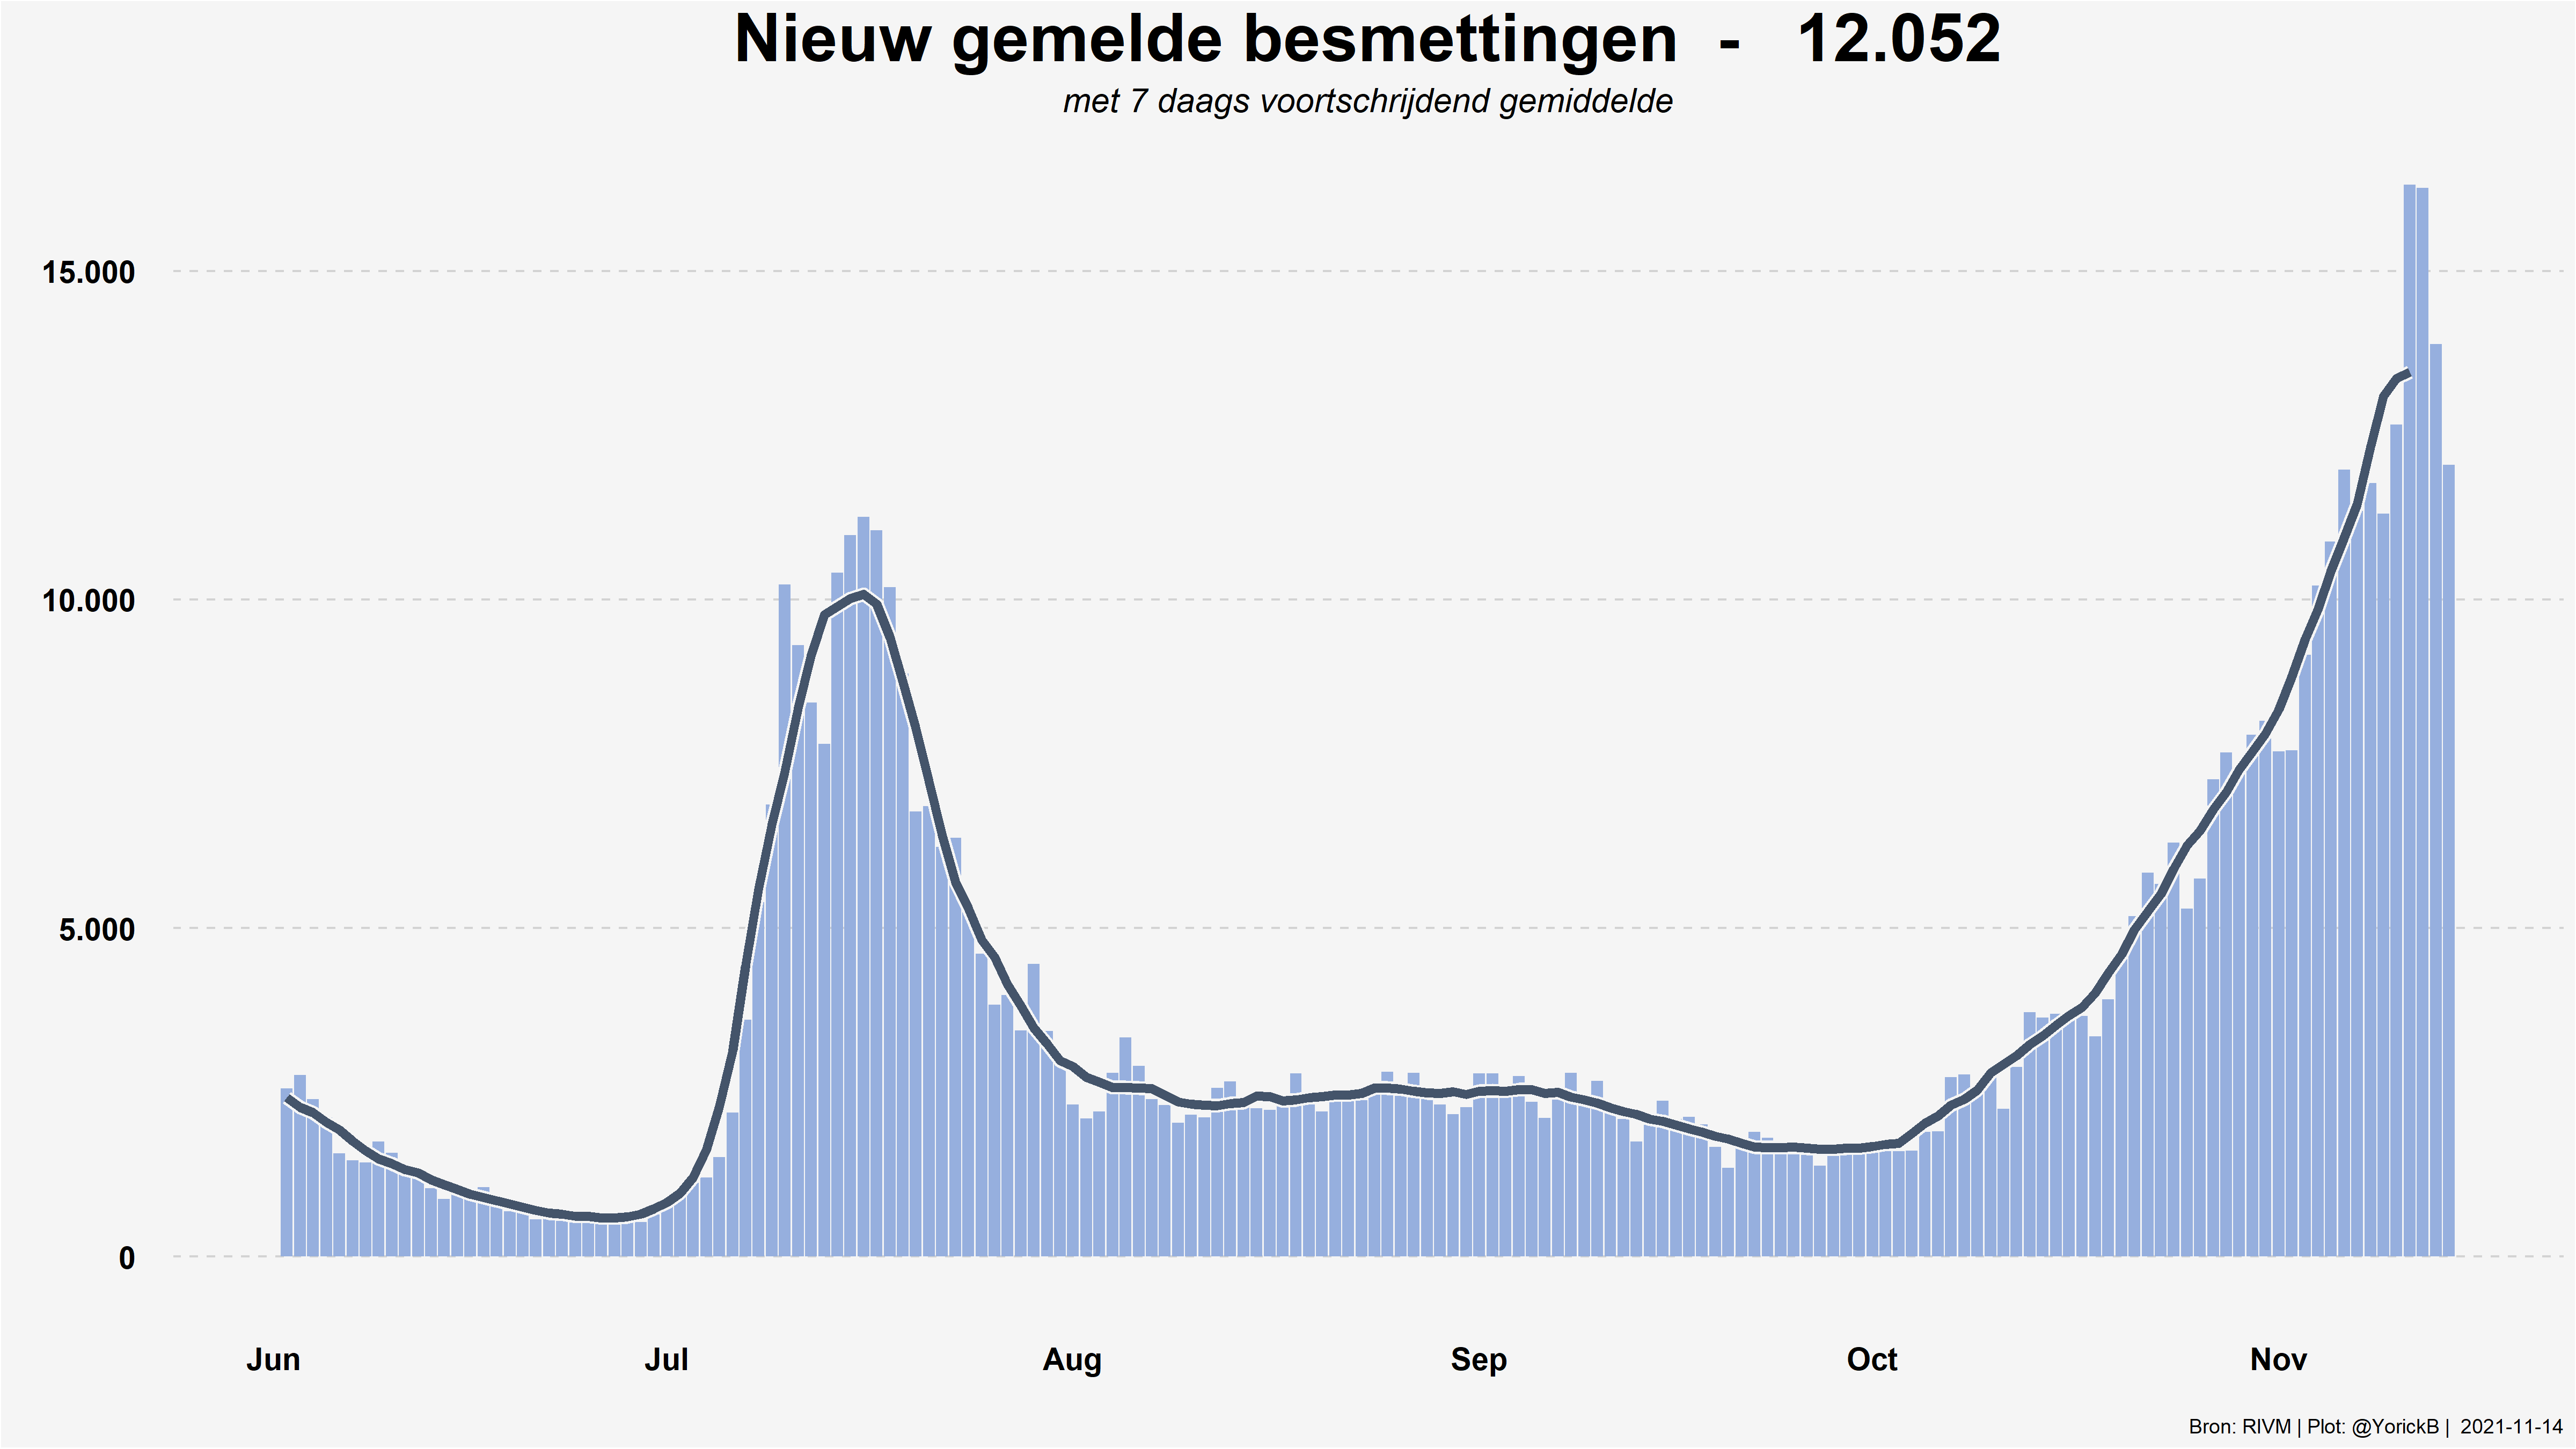 Nieuw gemelde besmettingen - 12.052
met 7 daags voortschrijdend gemiddelde
15.000
10.000
5.000
0
Jun Jul Aug Sep Oct Nov
Bron: RIVM | Plot: @YorickB | 2021-11-14